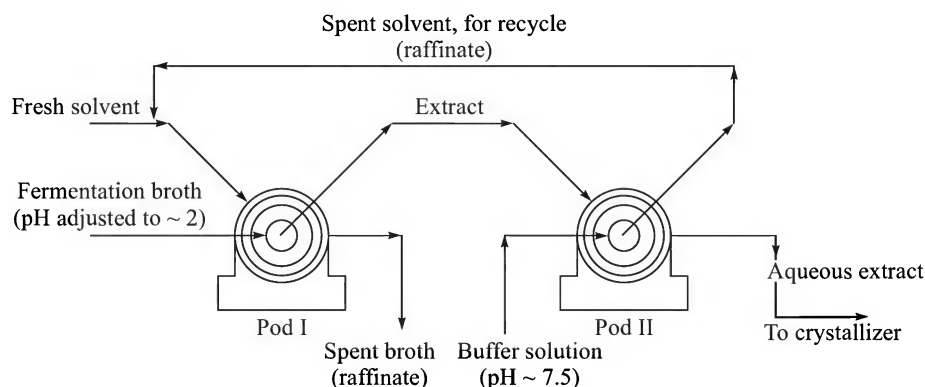 Spent solvent, for recycle
(raffinate)
Fresh solvent
Extract
Fermentation broth
(pH adjusted to ~ 2)
Aqueous extract
Pod I
Pod II
To crystallizer
Spent broth
(raffinate)
Buffer solution
(pH ~ 7.5)